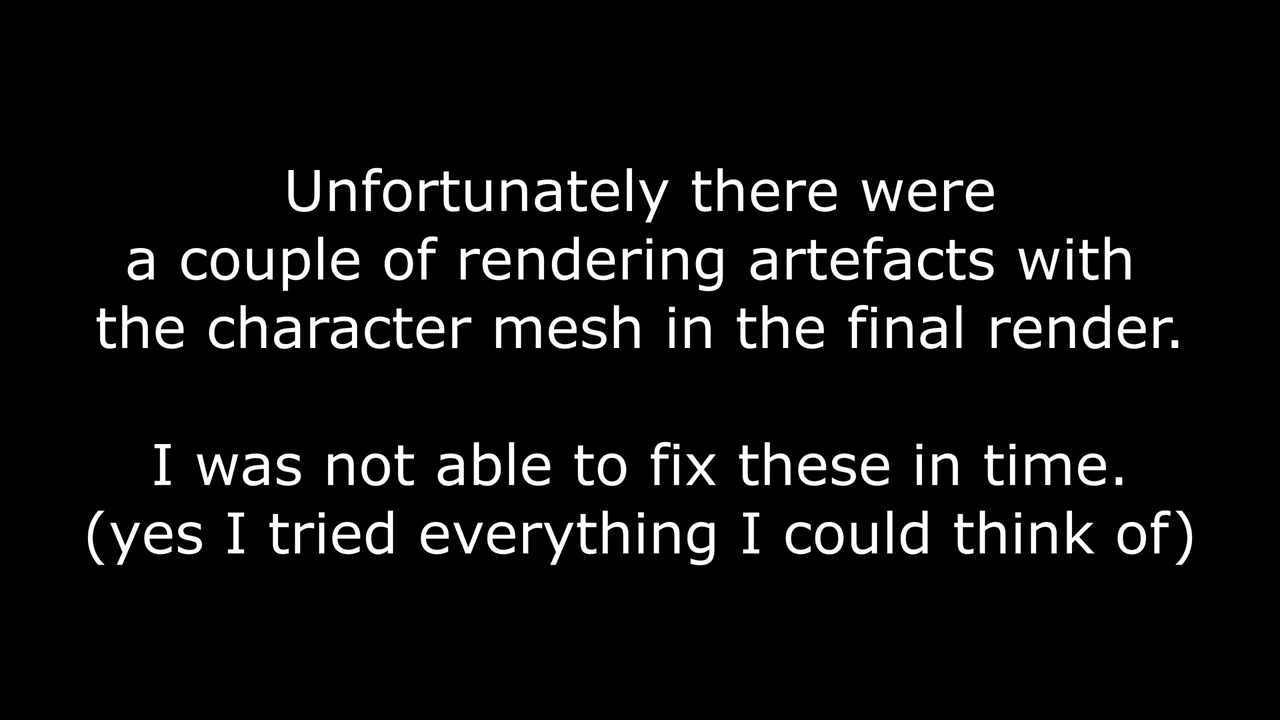 Unfortunately there were
a couple of rendering artefacts with
the character mesh in the final render.
I was not able to fix these in time.
(yes I tried everything I could think of)